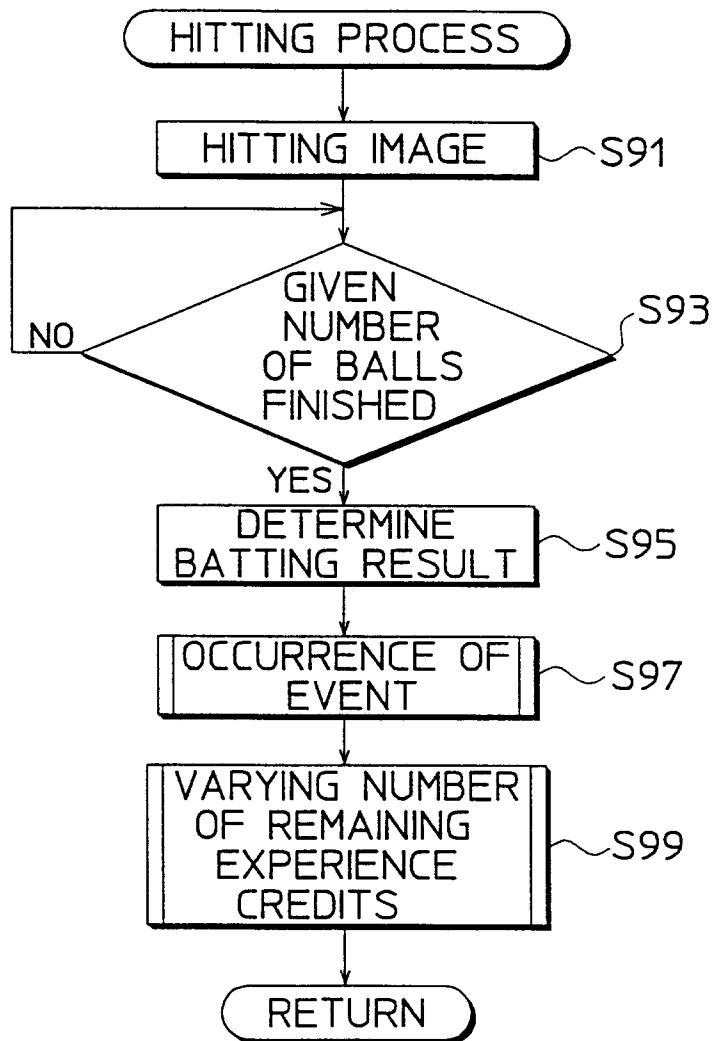 HITTING PROCESS
HITTING IMAGE
S91
GIVEN
NUMBER
OF BALLS
FINISHED
S93
NO
YES
DETERMINE
BATTING RESULT
S95
OCCURRENCE OF
EVENT
S97
VARYING NUMBER
OF REMAINING
EXPERIENCE
CREDITS
S99
RETURN